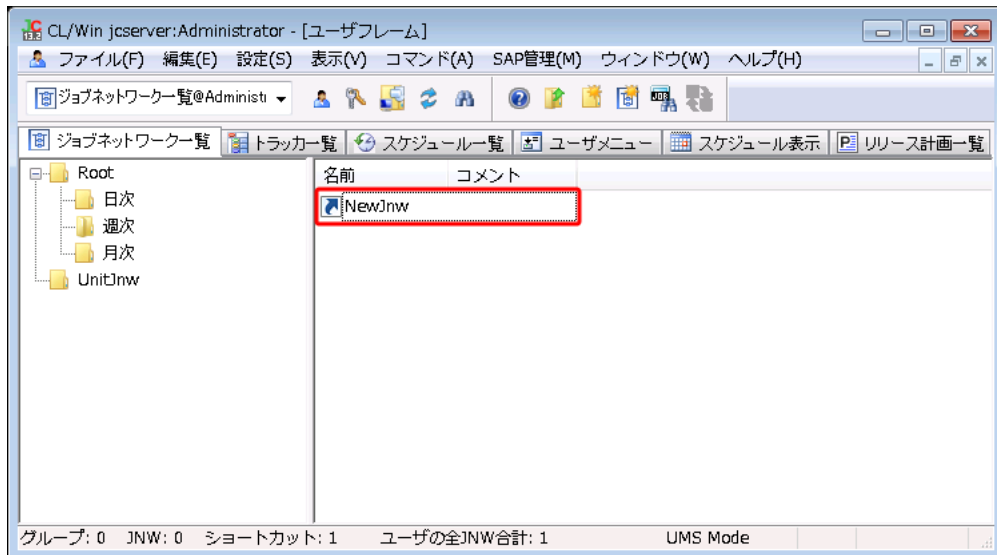 CL/Win jcserver:Administrator - [ユーザフレーム]
ファイル(F) 編集(E) 設定(S) 表示(V) コマンド(A) SAP管理(M) ウィンドウ(W) ヘルプ(H)
ジョブネットワーク一覧@Administ
ジョブネットワーク一覧 トラッカ一覧 スケジュール一覧 ユーザメニュー スケジュール表示 リリース計画一覧
Root
日次
週次
月次
UnitJnw
名前 コメント
NewJnw
グループ: 0 JNW: 0 ショートカット: 1 ユーザの全JNW合計: 1 UMS Mode